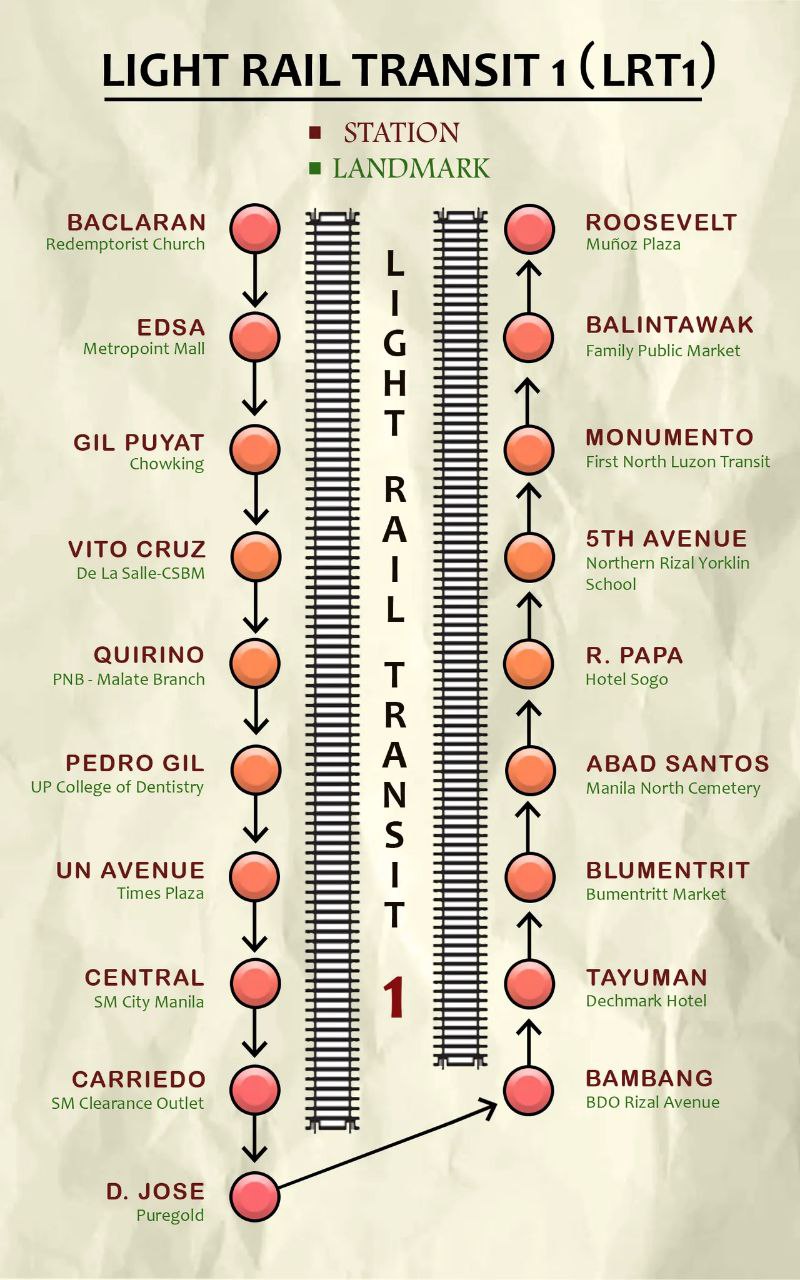 LIGHT RAIL TRANSIT 1 (LRT1)
STATION
LANDMARK
BACLARAN
Redemptorist Church
EDSA
Metropoint Mall
GIL PUYAT
Chowking
VITO CRUZ
De La Salle-CSBM
QUIRINO
PNB - Malate Branch
PEDRO GIL
UP College of Dentistry
UN AVENUE
Times Plaza
CENTRAL
SM City Manila
CARRIEDO
SM Clearance Outlet
D. JOSE
Puregold
LIGHT RAIL TRANSIT 1
ROOSEVELT
Muñoz Plaza
BALINTAWAK
Family Public Market
MONUMENTO
First North Luzon Transit
5TH AVENUE
Northern Rizal Yorklin
School
R. PAPA
Hotel Sogo
ABAD SANTOS
Manila North Cemetery
BLUMENTRIT
Bumentritt Market
TAYUMAN
Dechmark Hotel
BAMBANG
BDO Rizal Avenue